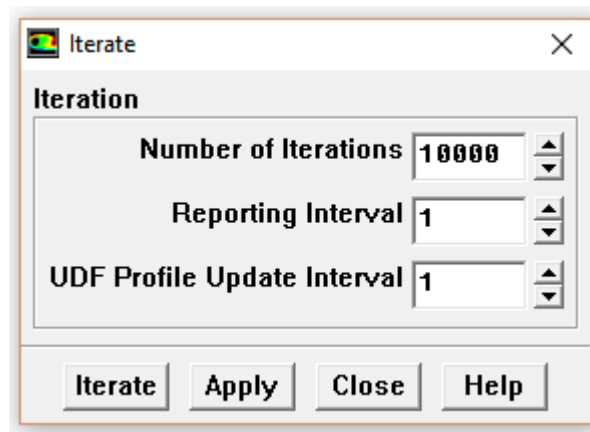 Iterate
Iteration
Number of Iterations 10000
Reporting Interval 1
UDF Profile Update Interval 1
Iterate Apply Close Help